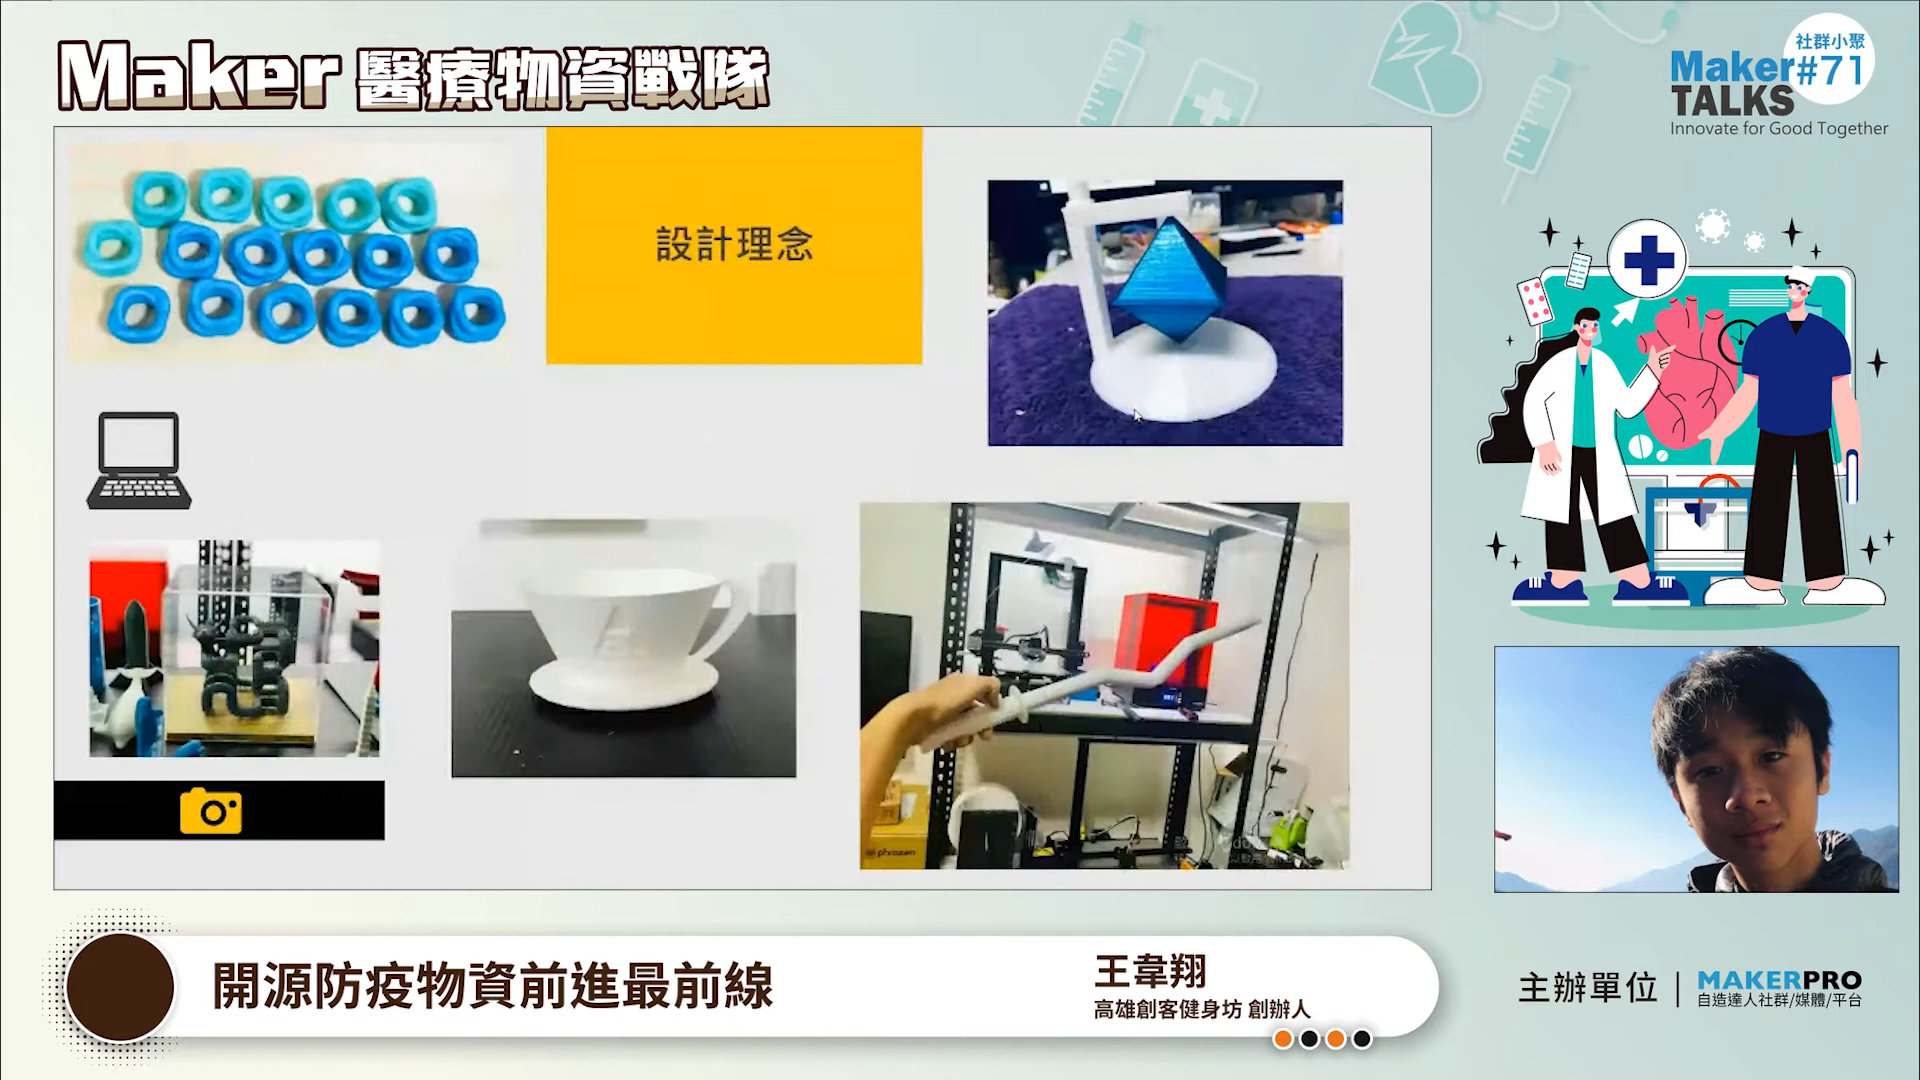 Maker 醫療物資戰隊
社群小聚
#71
Maker
TALKS
Innovate for Good Together
設計理念
phrozen
開源防疫物資前進最前線
王韋翔
高雄創客健身坊 創辦人
主辦單位 |
MAKERPRO
自造達人社群/媒體/平台